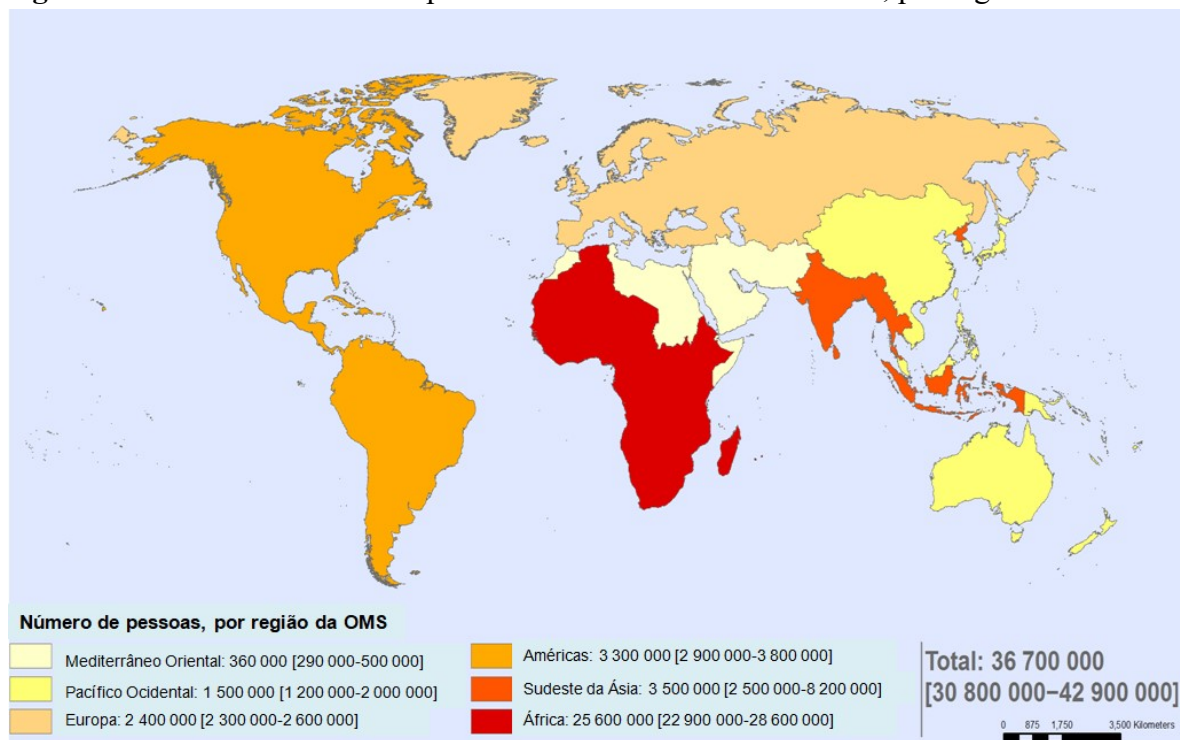 Número de pessoas, por região da OMS
Mediterrâneo Oriental: 360 000 [290 000-500 000]
Pacífico Ocidental: 1 500 000 [1 200 000-2 000 000]
Europa: 2 400 000 [2 300 000-2 600 000]
Américas: 3 300 000 [2 900 000-3 800 000]
Sudeste da Ásia: 3 500 000 [2 500 000-8 200 000]
África: 25 600 000 [22 900 000-28 600 000]
Total: 36 700 000
[30 800 000–42 900 000]
0 875 1,750 3,500 Kilometers